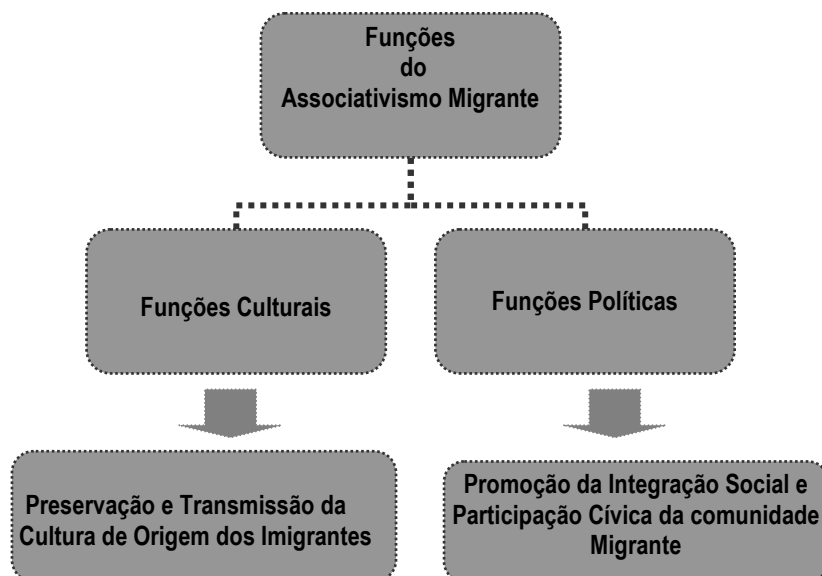 Funções
do
Associativismo Migrante
Funções Culturais
Funções Políticas
Preservação e Transmissão da
Cultura de Origem dos Imigrantes
Promoção da Integração Social e
Participação Cívica da comunidade
Migrante